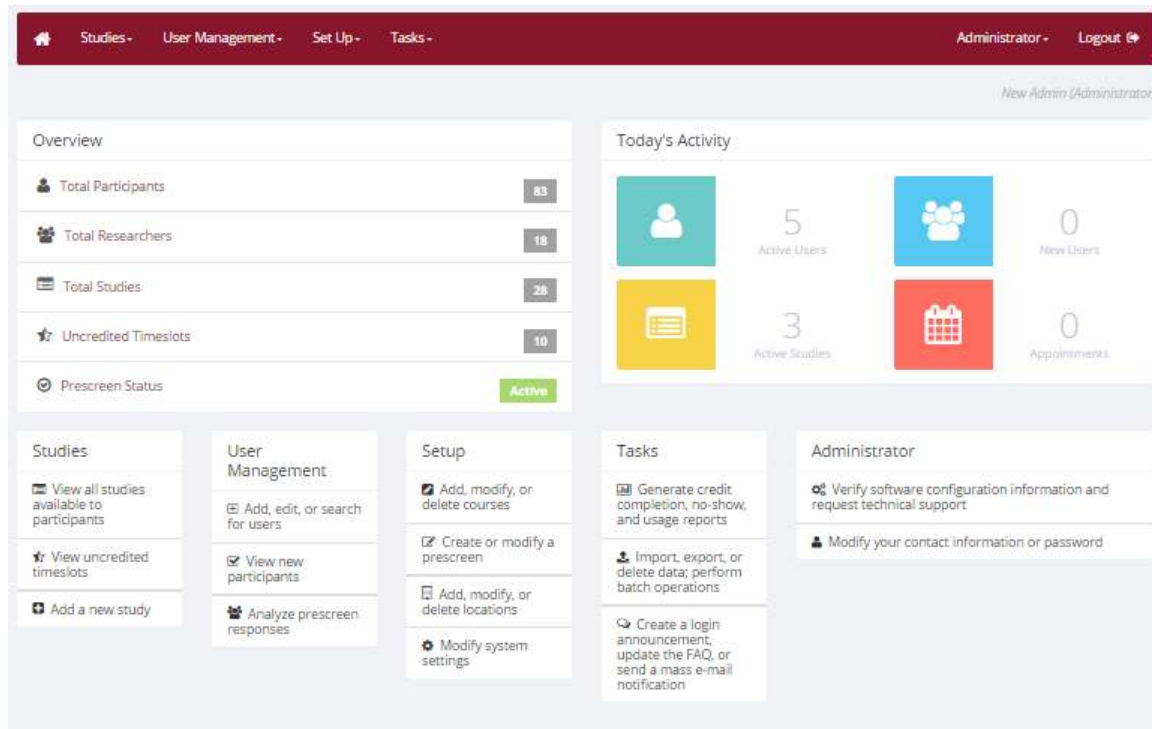 Studies User Management Set Up Tasks Administrator Logout
New Admin (Administrator
Overview
Total Participants 83
Total Researchers 18
Total Studies 28
Uncredited Timeslots 10
Prescreen Status Active
Today's Activity
5
Active Users
0
New Users
3
Active Studies
0
Appointments
Studies
View all studies
available to
participants
View uncredited
timeslots
Add a new study
User
Management
Add, edit, or search
for users
View new
participants
Analyze prescreen
responses
Setup
Add, modify, or
delete courses
Create or modify a
prescreen
Add, modify, or
delete locations
Modify system
settings
Tasks
Generate credit
completion, no-show,
and usage reports
Import, export, or
delete data; perform
batch operations
Create a login
announcement,
update the FAQ, or
send a mass e-mail
notification
Administrator
Verify software configuration information and
request technical support
Modify your contact information or password